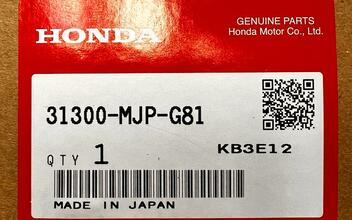 HONDA
GENUINE PARTS
Honda Motor Co., Ltd.
31300-MJP-G81
QTY 1
KB3E12
MADE IN JAPAN